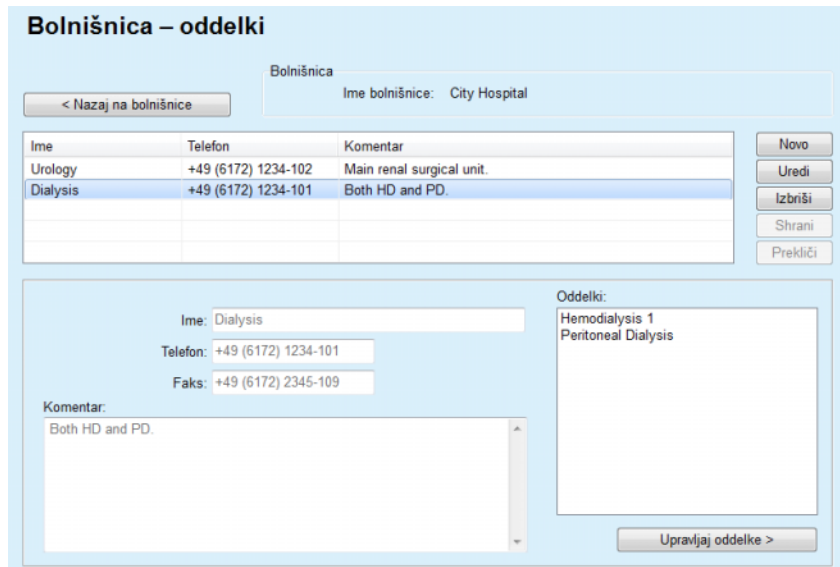 Bolnišnica – oddelki
Bolnišnica
< Nazaj na bolnišnice
Ime bolnišnice: City Hospital
Ime Telefon Komentar
Novo
Urology +49 (6172) 1234-102 Main renal surgical unit.
Uredi
Dialysis +49 (6172) 1234-101 Both HD and PD.
Izbriši
Shrani
Prekliči
Ime: Dialysis
Telefon: +49 (6172) 1234-101
Faks: +49 (6172) 2345-109
Komentar:
Both HD and PD.
Oddelki:
Hemodialysis 1
Peritoneal Dialysis
Upravljaj oddelke >